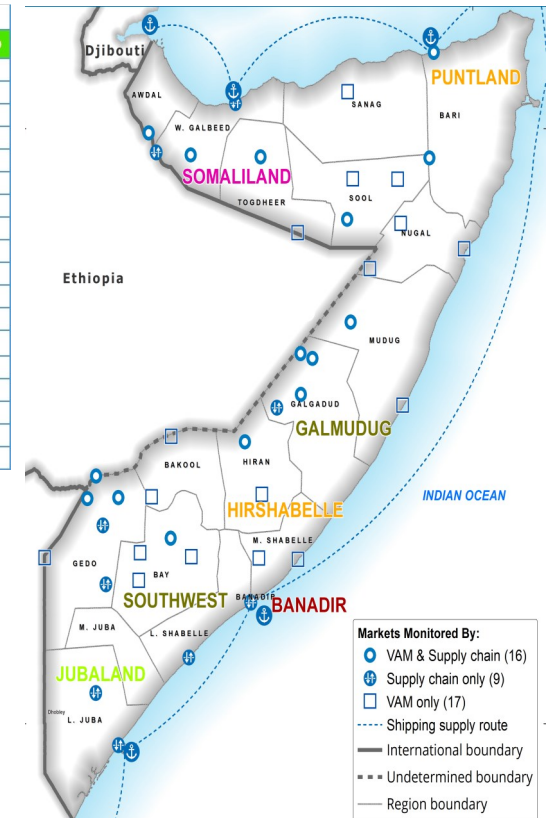 Djibouti
PUNTLAND
AWDAL
SANAG
BARI
W. GALBEED
SOMALILAND
SOOL
TOGDHEER
NUGAL
Ethiopia
MUDUG
GALGADUD
GALMUDUG
BAKOOL
HIRAN
INDIAN OCEAN
HIRSHABELLE
M. SHABELLE
GEDO
BAY
SOUTHWEST
BANADIR
BANADIR
M. JUBA
L. SHABELLE
JUBALAND
Dhobley
L. JUBA
Markets Monitored By:
VAM & Supply chain (16)
Supply chain only (9)
VAM only (17)
Shipping supply route
International boundary
Undetermined boundary
Region boundary